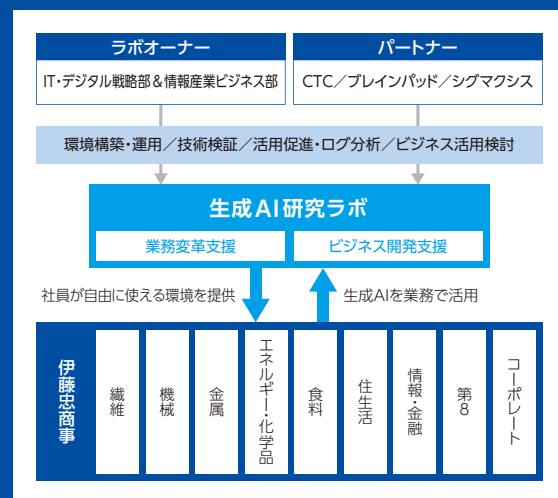 ラボオーナー
IT・デジタル戦略部&情報産業ビジネス部
パートナー
CTC/ブレインパッド/シグマクシス
環境構築・運用/技術検証/活用促進・ログ分析/ビジネス活用検討
生成AI研究ラボ
業務変革支援
ビジネス開発支援
社員が自由に使える環境を提供
生成AIを業務で活用
伊藤忠商事
繊維
機械
金属
エネルギー・化学品
食料
住生活
情報・金融
第8
コーポレート